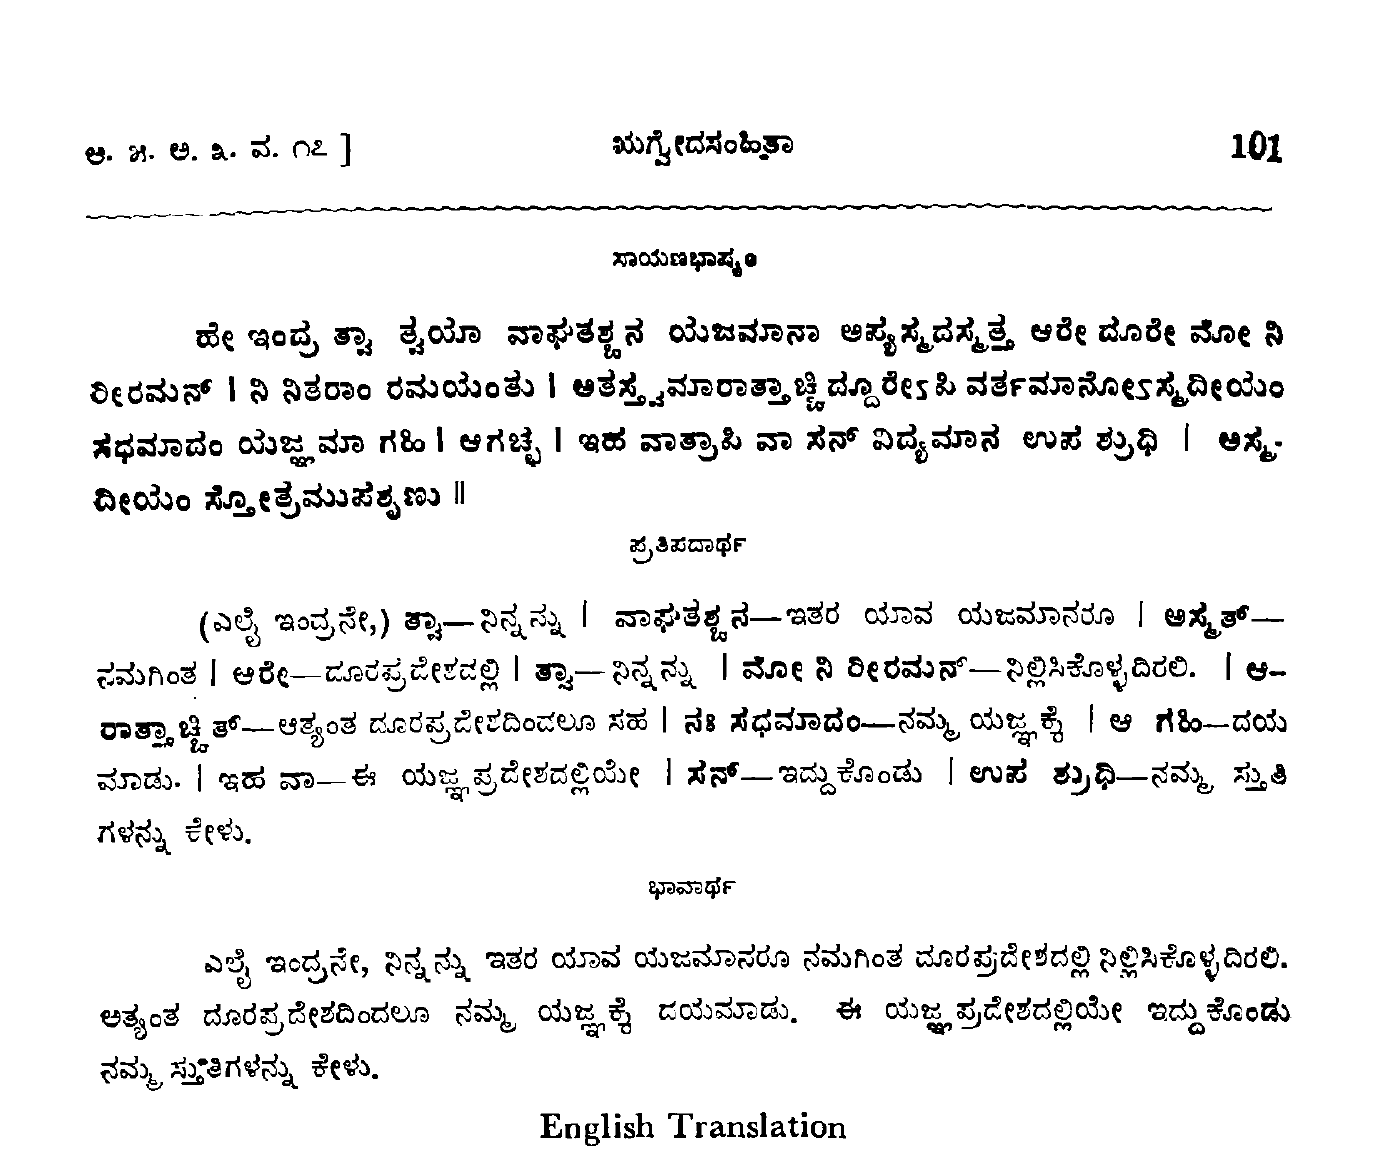 ಅ. ೫. ಅ. ೩. ವ. ೧೭ ]
ಋಗ್ವೇದಸಂಹಿತಾ
101
ಸಾಯಣಭಾಷ್ಯಂ
ಹೇ ಇಂದ್ರ ತ್ವಾ ತ್ವಯಾ ವಾಘತಶ್ಚನ ಯಜಮಾನಾ ಅಪ್ಯಸ್ಮದಸ್ಮತ್ತ ಆರೇ ದೂರೇ ಮೋ ನಿ
ರೀರಮನ್ | ನಿ ನಿತರಾಂ ರಮಯಂತು | ಆತಸ್ತ್ವಮಾರಾತ್ತಾಚ್ಚಿದ್ದೂರೇಽಪಿ ವರ್ತಮಾನೋಽಸ್ಮದೀಯಂ
ಸಧಮಾದಂ ಯಜ್ಞಮಾ ಗಹಿ | ಆಗಚ್ಛ | ಇಹ ವಾತ್ರಾಪಿ ವಾ ಸನ್ ವಿದ್ಯಮಾನ ಉಪ ಶ್ರುಧಿ | ಅಸ್ಮ-
ದೀಯಂ ಸ್ತೋತ್ರಮುಪಶೃಣು ||
ಪ್ರತಿಪದಾರ್ಥ
(ಎಲೈ ಇಂದ್ರನೇ,) ತ್ವಾ—ನಿನ್ನನ್ನು | ವಾಘತಶ್ಚನ—ಇತರ ಯಾವ ಯಜಮಾನರೂ | ಅಸ್ಮತ್—
ನಮಗಿಂತ | ಆರೇ—ದೂರಪ್ರದೇಶದಲ್ಲಿ | ತ್ವಾ—ನಿನ್ನನ್ನು | ಮೋ ನಿ ರೀರಮನ್—ನಿಲ್ಲಿಸಿಕೊಳ್ಳದಿರಲಿ. | ಆ-
ರಾತ್ತಾಚ್ಚಿತ್—ಆತ್ಯಂತ ದೂರಪ್ರದೇಶದಿಂದಲೂ ಸಹ | ನಃ ಸಧಮಾದಂ—ನಮ್ಮ ಯಜ್ಞಕ್ಕೆ | ಆ ಗಹಿ—ದಯ
ಮಾಡು. | ಇಹ ವಾ—ಈ ಯಜ್ಞಪ್ರದೇಶದಲ್ಲಿಯೇ | ಸನ್—ಇದ್ದುಕೊಂಡು | ಉಪ ಶ್ರುಧಿ—ನಮ್ಮ ಸ್ತುತಿ
ಗಳನ್ನು ಕೇಳು.
ಭಾವಾರ್ಥ
ಎಲೈ ಇಂದ್ರನೇ, ನಿನ್ನನ್ನು ಇತರ ಯಾವ ಯಜಮಾನರೂ ನಮಗಿಂತ ದೂರಪ್ರದೇಶದಲ್ಲಿ ನಿಲ್ಲಿಸಿಕೊಳ್ಳದಿರಲಿ.
ಅತ್ಯಂತ ದೂರಪ್ರದೇಶದಿಂದಲೂ ನಮ್ಮ ಯಜ್ಞಕ್ಕೆ ದಯಮಾಡು. ಈ ಯಜ್ಞಪ್ರದೇಶದಲ್ಲಿಯೇ ಇದ್ದುಕೊಂಡು
ನಮ್ಮ ಸ್ತುತಿಗಳನ್ನು ಕೇಳು.
English Translation